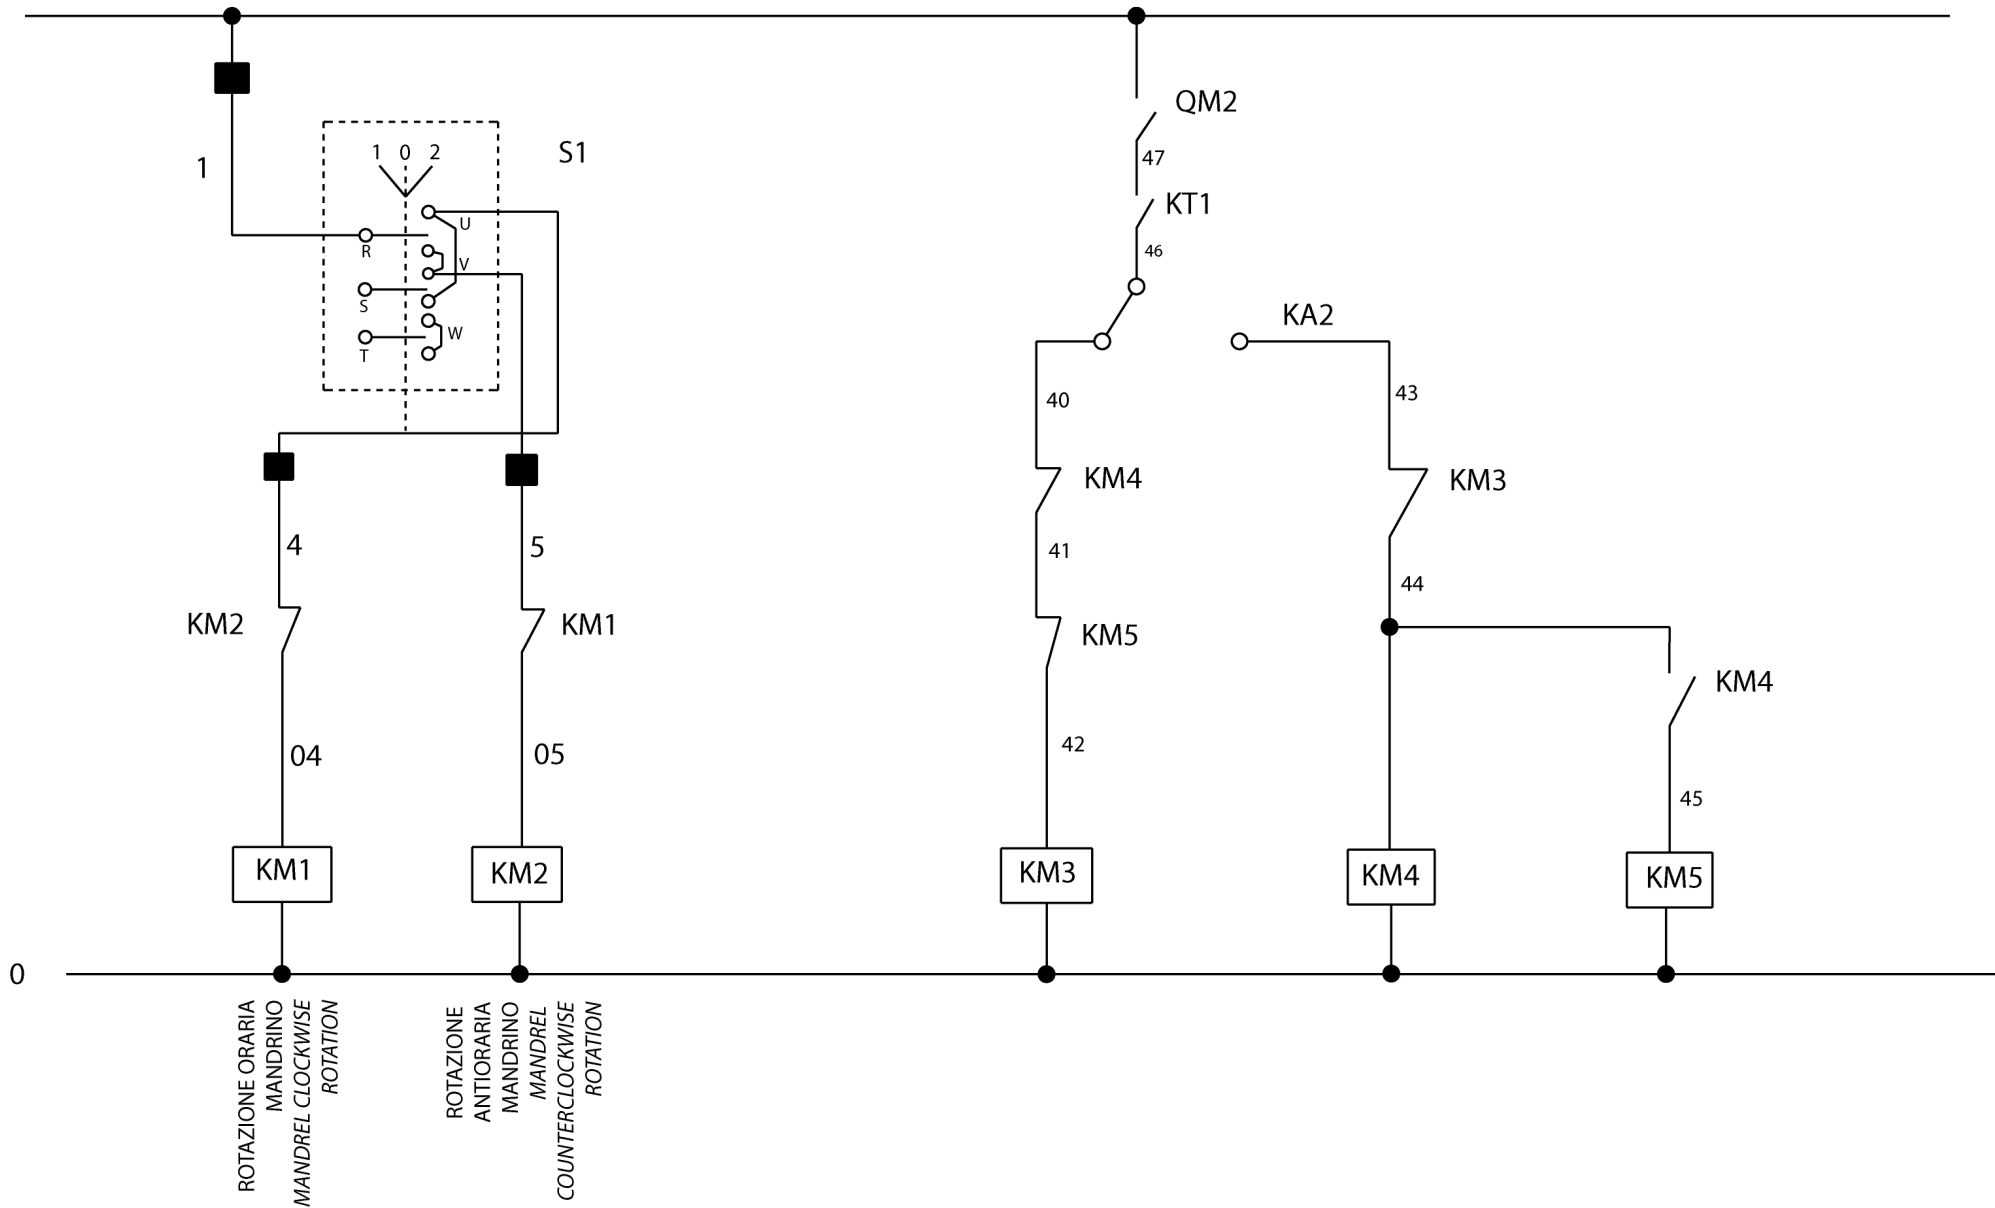 QM2
47
1
1 0 2
S1
KT1
U
R
46
V
S
KA2
W
T
43
40
KM4
KM3
4
5
41
44
KM2
KM1
KM5
KM4
42
04
05
45
KM1
KM2
KM3
KM4
KM5
0
ROTAZIONE ORARIA
MANDRINO
MANDREL CLOCKWISE
ROTATION
ROTAZIONE
ANTIORARIA
MANDRINO
MANDREL
COUNTERCLOCKWISE
ROTATION